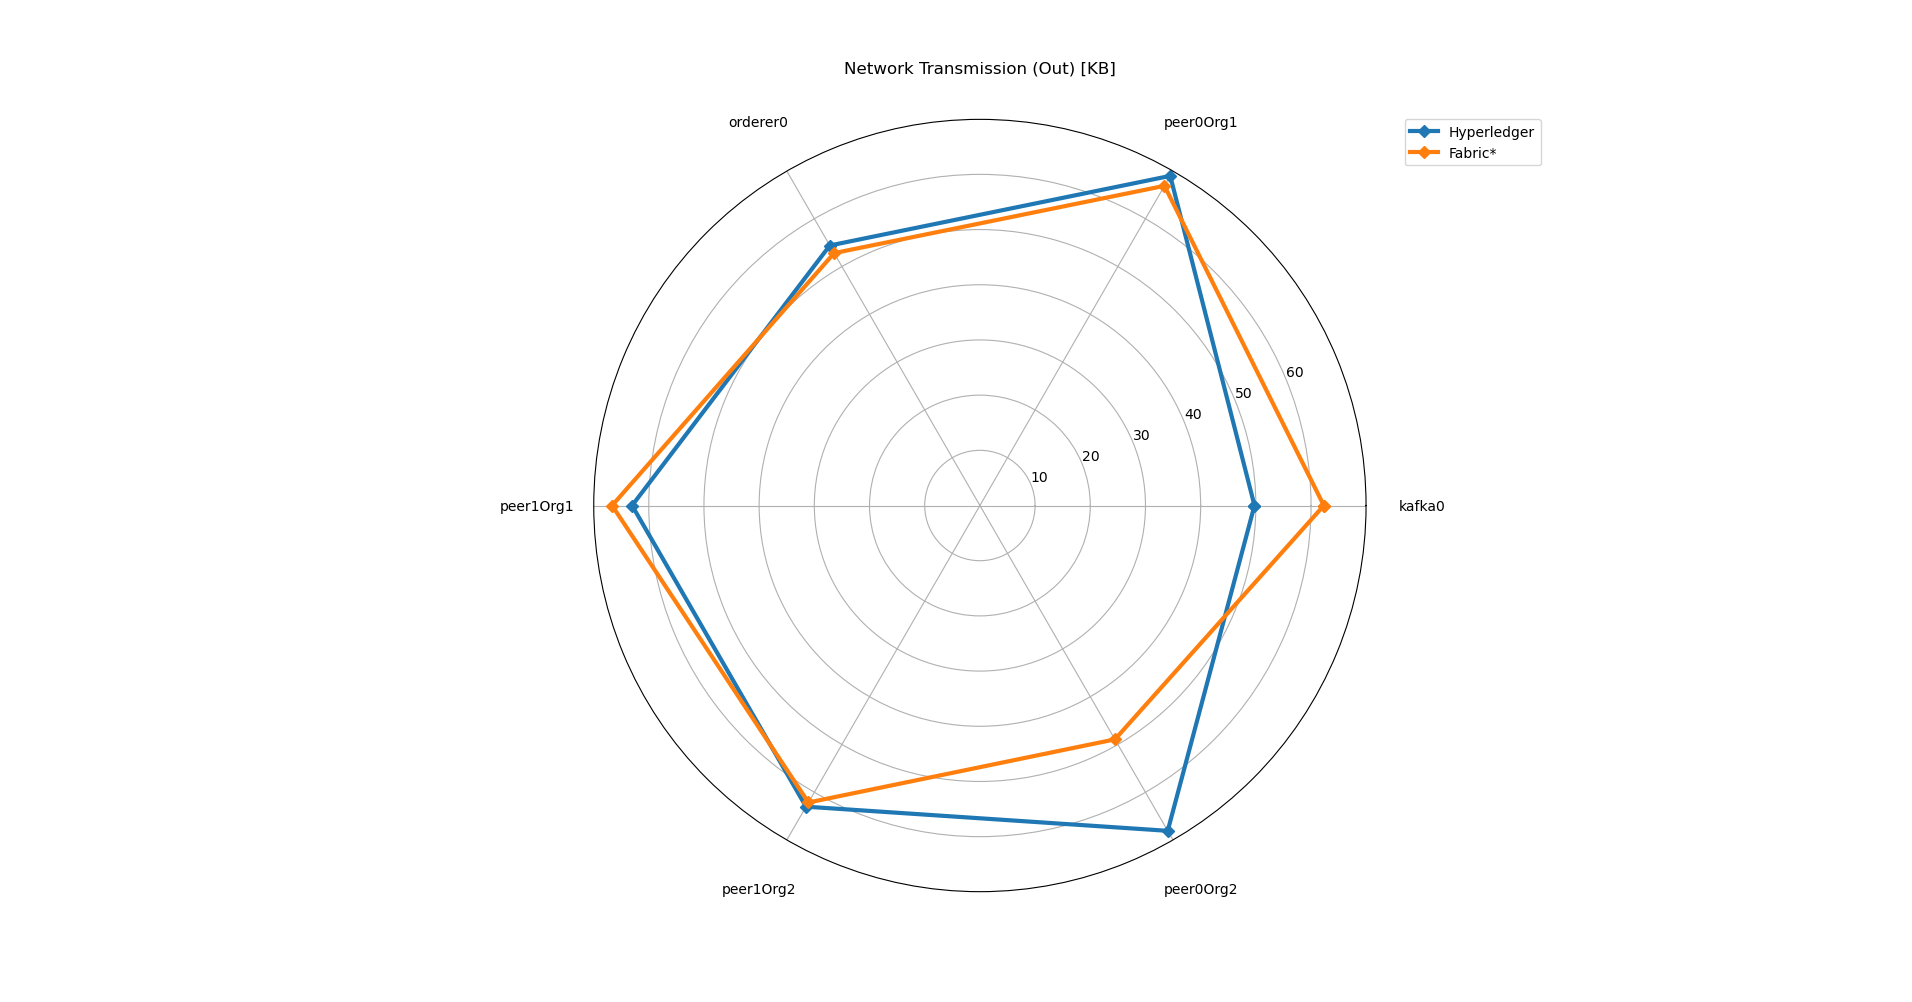 Network Transmission (Out) [KB]
orderer0
peer0Org1
Hyperledger
Fabric*
60
50
40
30
20
10
peer1Org1
kafka0
peer1Org2
peer0Org2